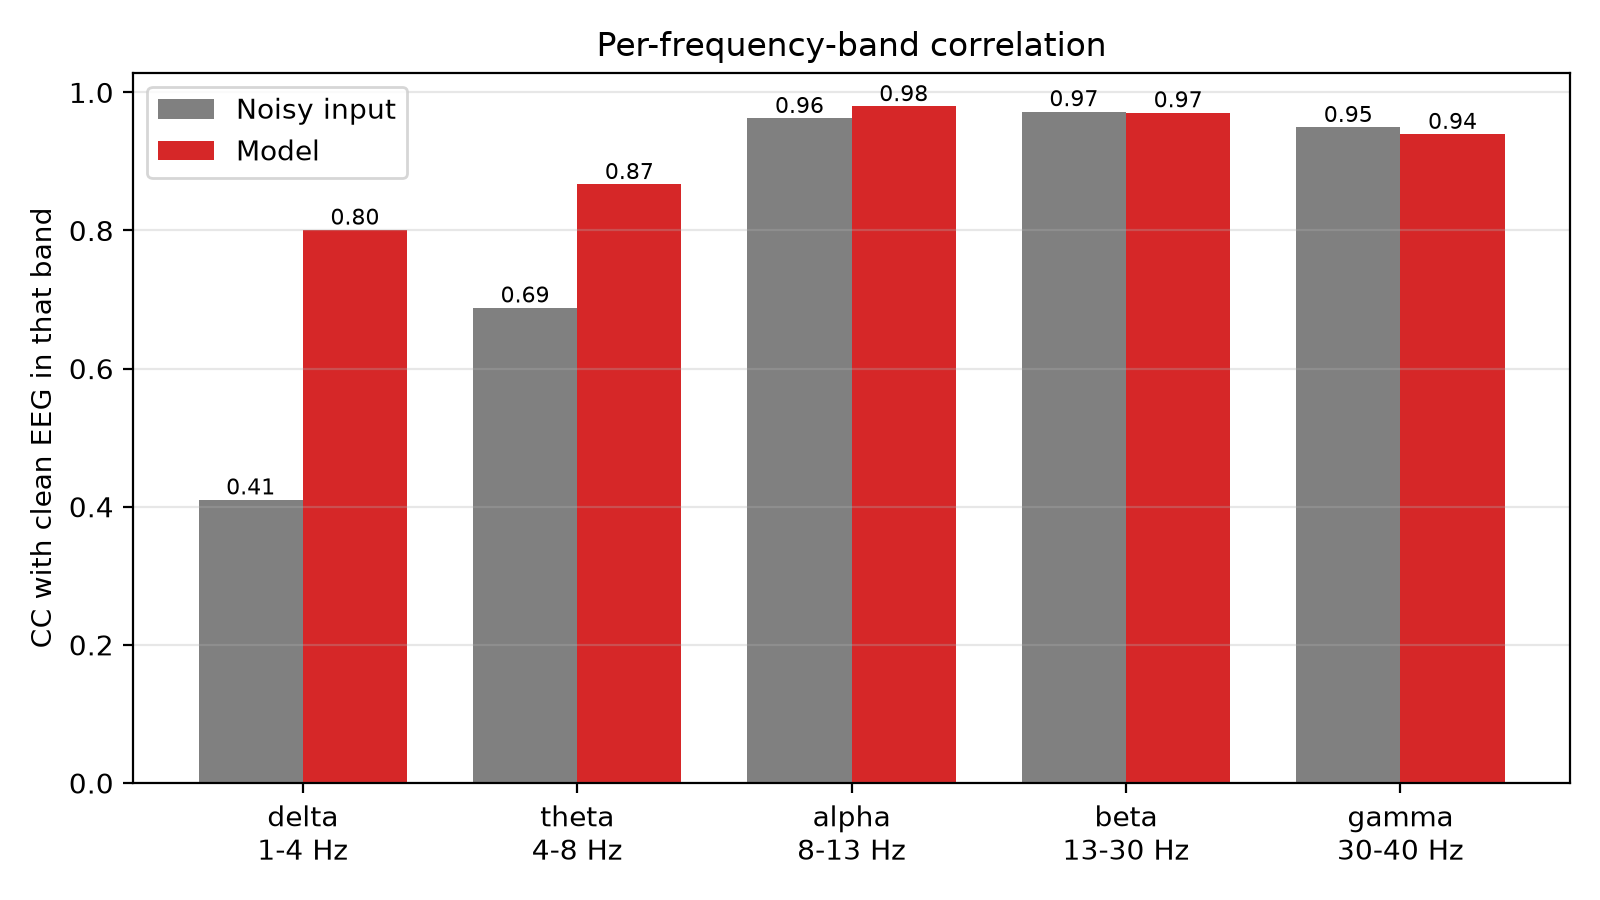 Per-frequency-band correlation
Noisy input
Model
CC with clean EEG in that band
1.0
0.8
0.6
0.4
0.2
0.0
0.41
0.80
0.69
0.87
0.96
0.98
0.97
0.97
0.95
0.94
delta
1-4 Hz
theta
4-8 Hz
alpha
8-13 Hz
beta
13-30 Hz
gamma
30-40 Hz